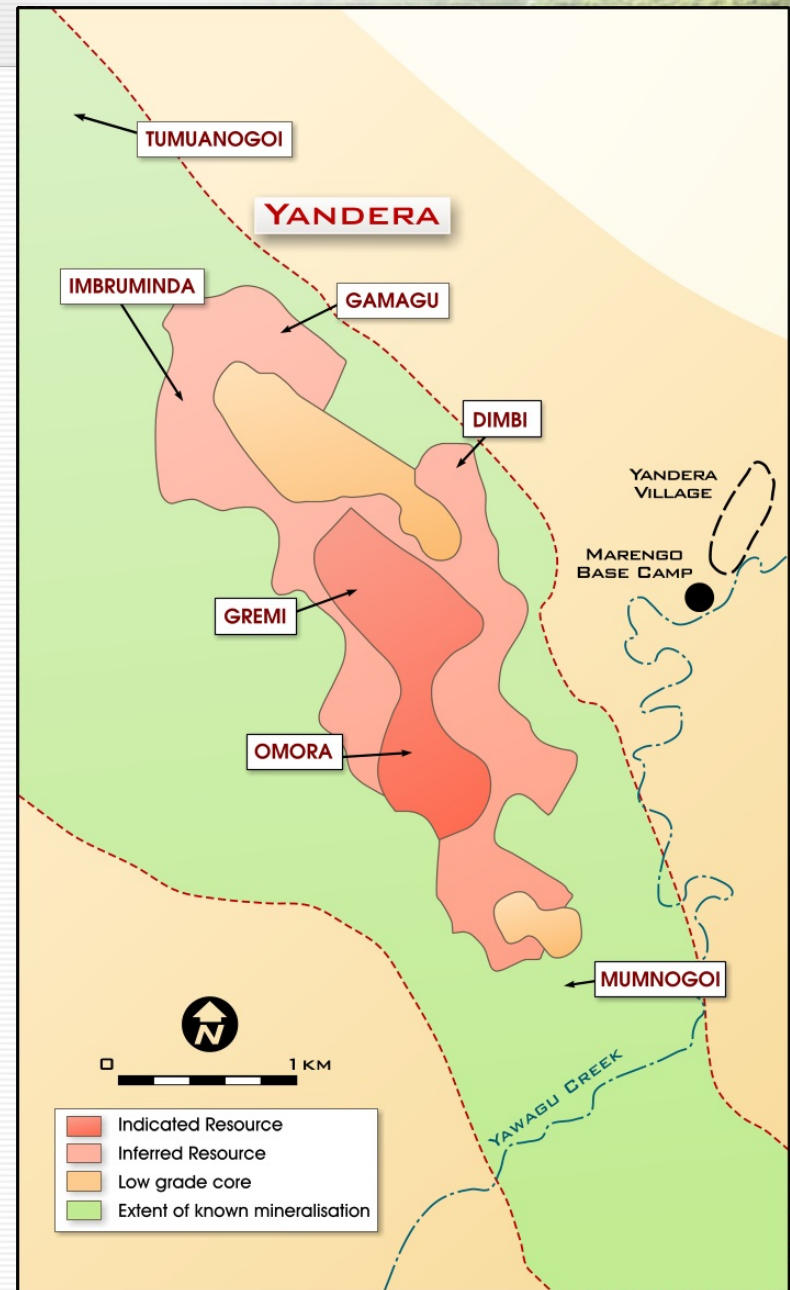 TUMUANOGOI
YANDERA
IMBRUMINDA
GAMAGU
DIMBI
YANDERA
VILLAGE
MARENGO
BASE CAMP
GREMI
OMORA
MUMNOGOI
N
0 1 KM
YAWAGU CREEK
Indicated Resource
Inferred Resource
Low grade core
Extent of known mineralisation